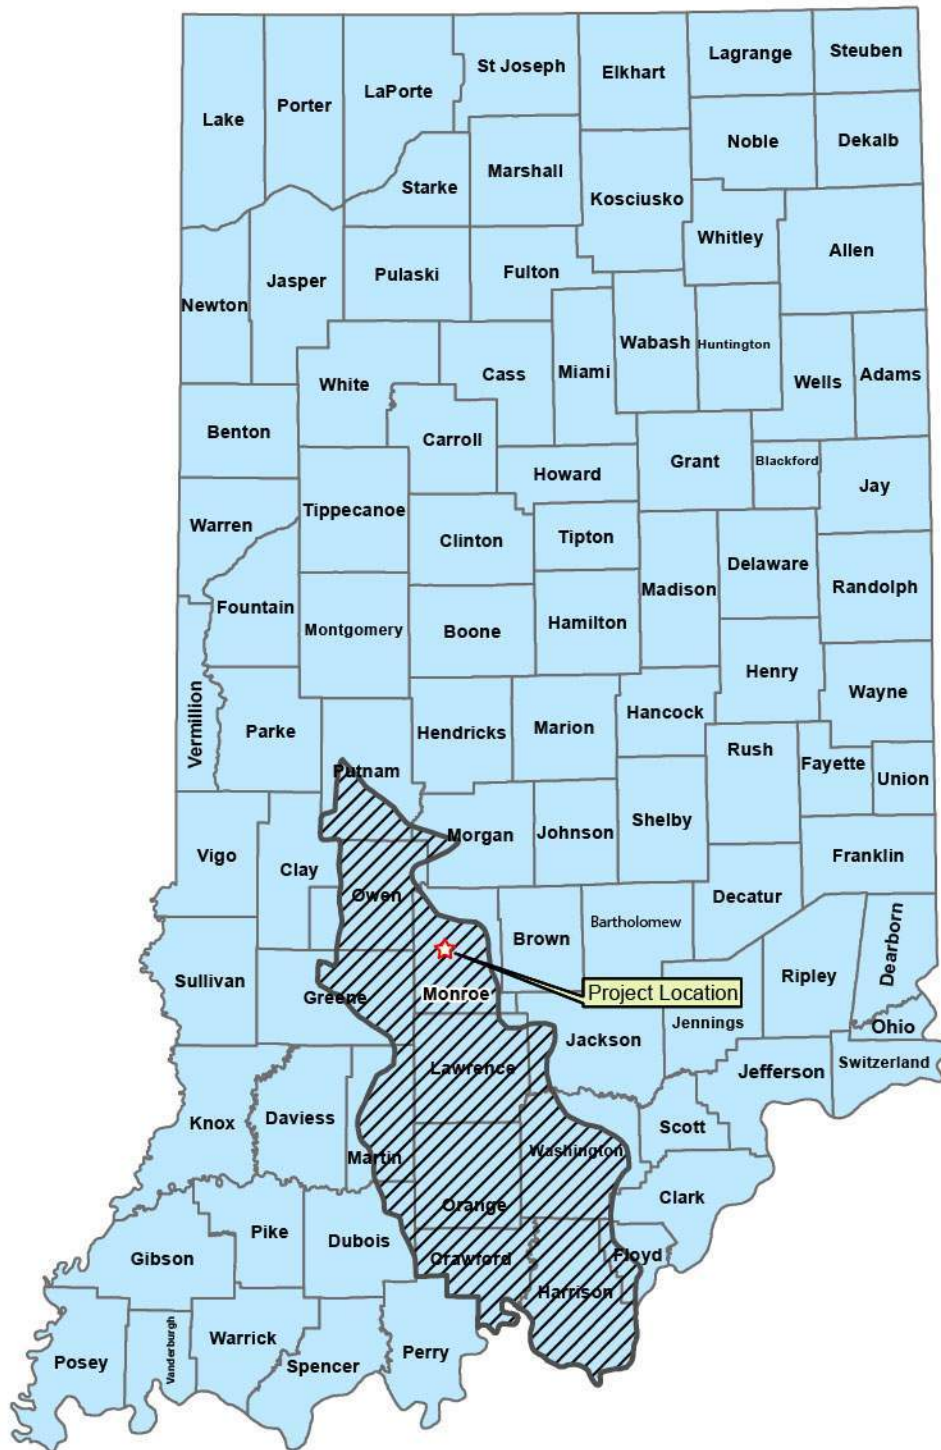 Steuben
Lagrange
St Joseph
Elkhart
LaPorte
Porter
Lake
Noble
Dekalb
Marshall
Starke
Kosciusko
Whitley
Allen
Fulton
Pulaski
Jasper
Newton
Wabash
Huntington
Miami
Cass
White
Wells
Adams
Benton
Carroll
Howard
Grant
Blackford
Jay
Tippecanoe
Warren
Clinton
Tipton
Delaware
Madison
Randolph
Fountain
Montgomery
Boone
Hamilton
Henry
Wayne
Vermillion
Parke
Hendricks
Marion
Hancock
Rush
Fayette
Union
Putnam
Morgan
Johnson
Shelby
Vigo
Clay
Franklin
Owen
Decatur
Bartholomew
Brown
Dearborn
Sullivan
Ripley
Greene
Monroe
Project Location
Jennings
Ohio
Jackson
Switzerland
Lawrence
Jefferson
Knox
Daviess
Scott
Martin
Washington
Clark
Orange
Pike
Dubois
Gibson
Crawford
Floyd
Harrison
Warrick
Vanderburgh
Perry
Posey
Spencer